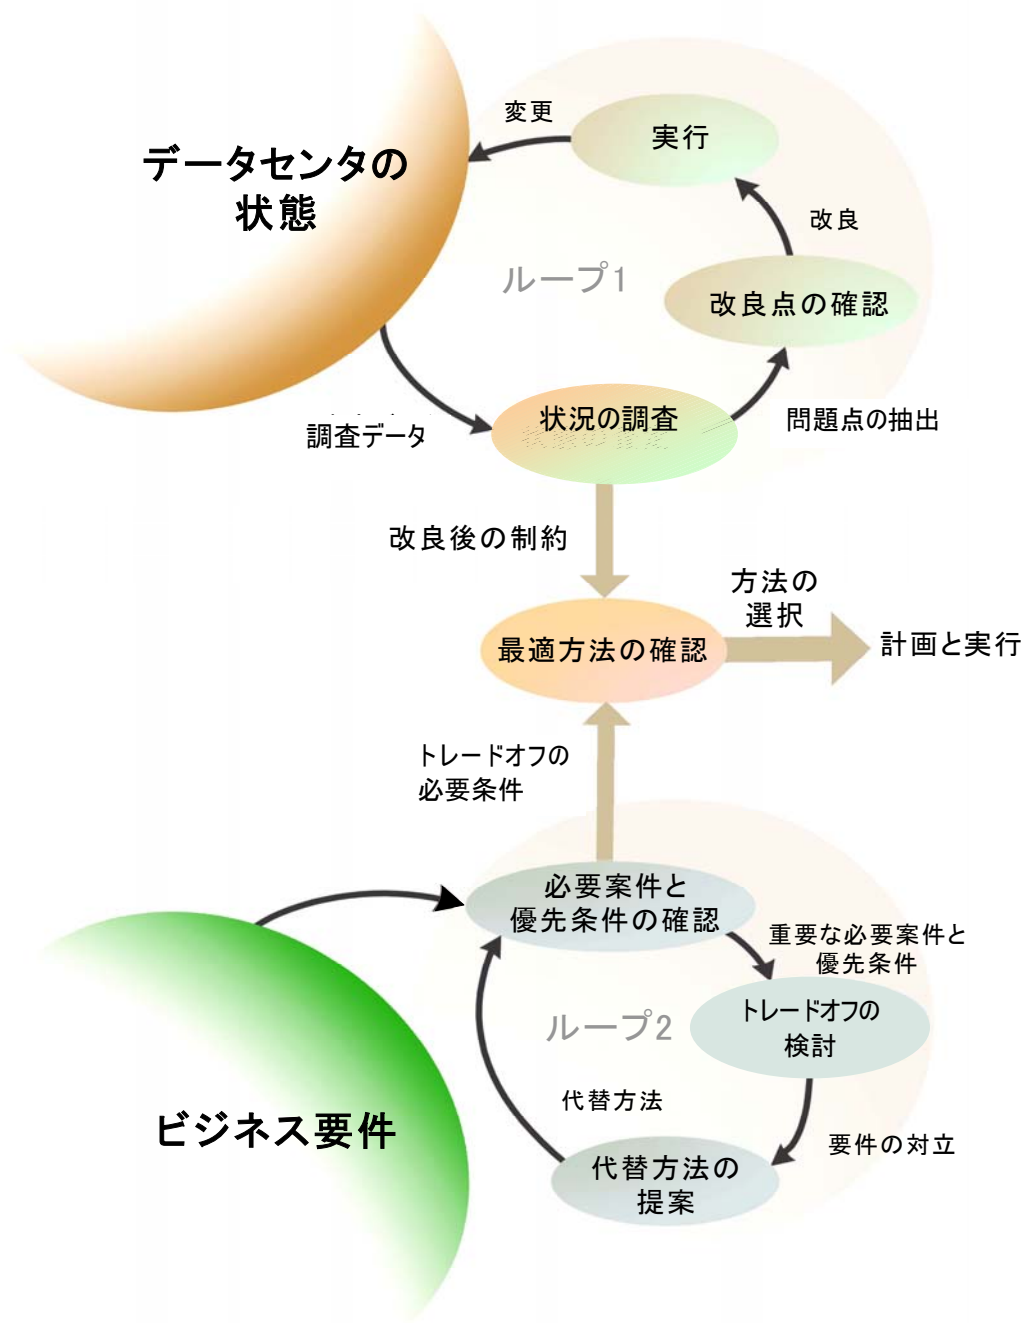 変更
実行
データセンタの
状態
改良
ループ1
改良点の確認
状況の調査
問題点の抽出
調査データ
改良後の制約
方法の
選択
最適方法の確認
計画と実行
トレードオフの
必要条件
必要案件と
優先条件の確認
重要な必要案件と
優先条件
トレードオフの
検討
ループ2
代替方法
ビジネス要件
要件の対立
代替方法の
提案